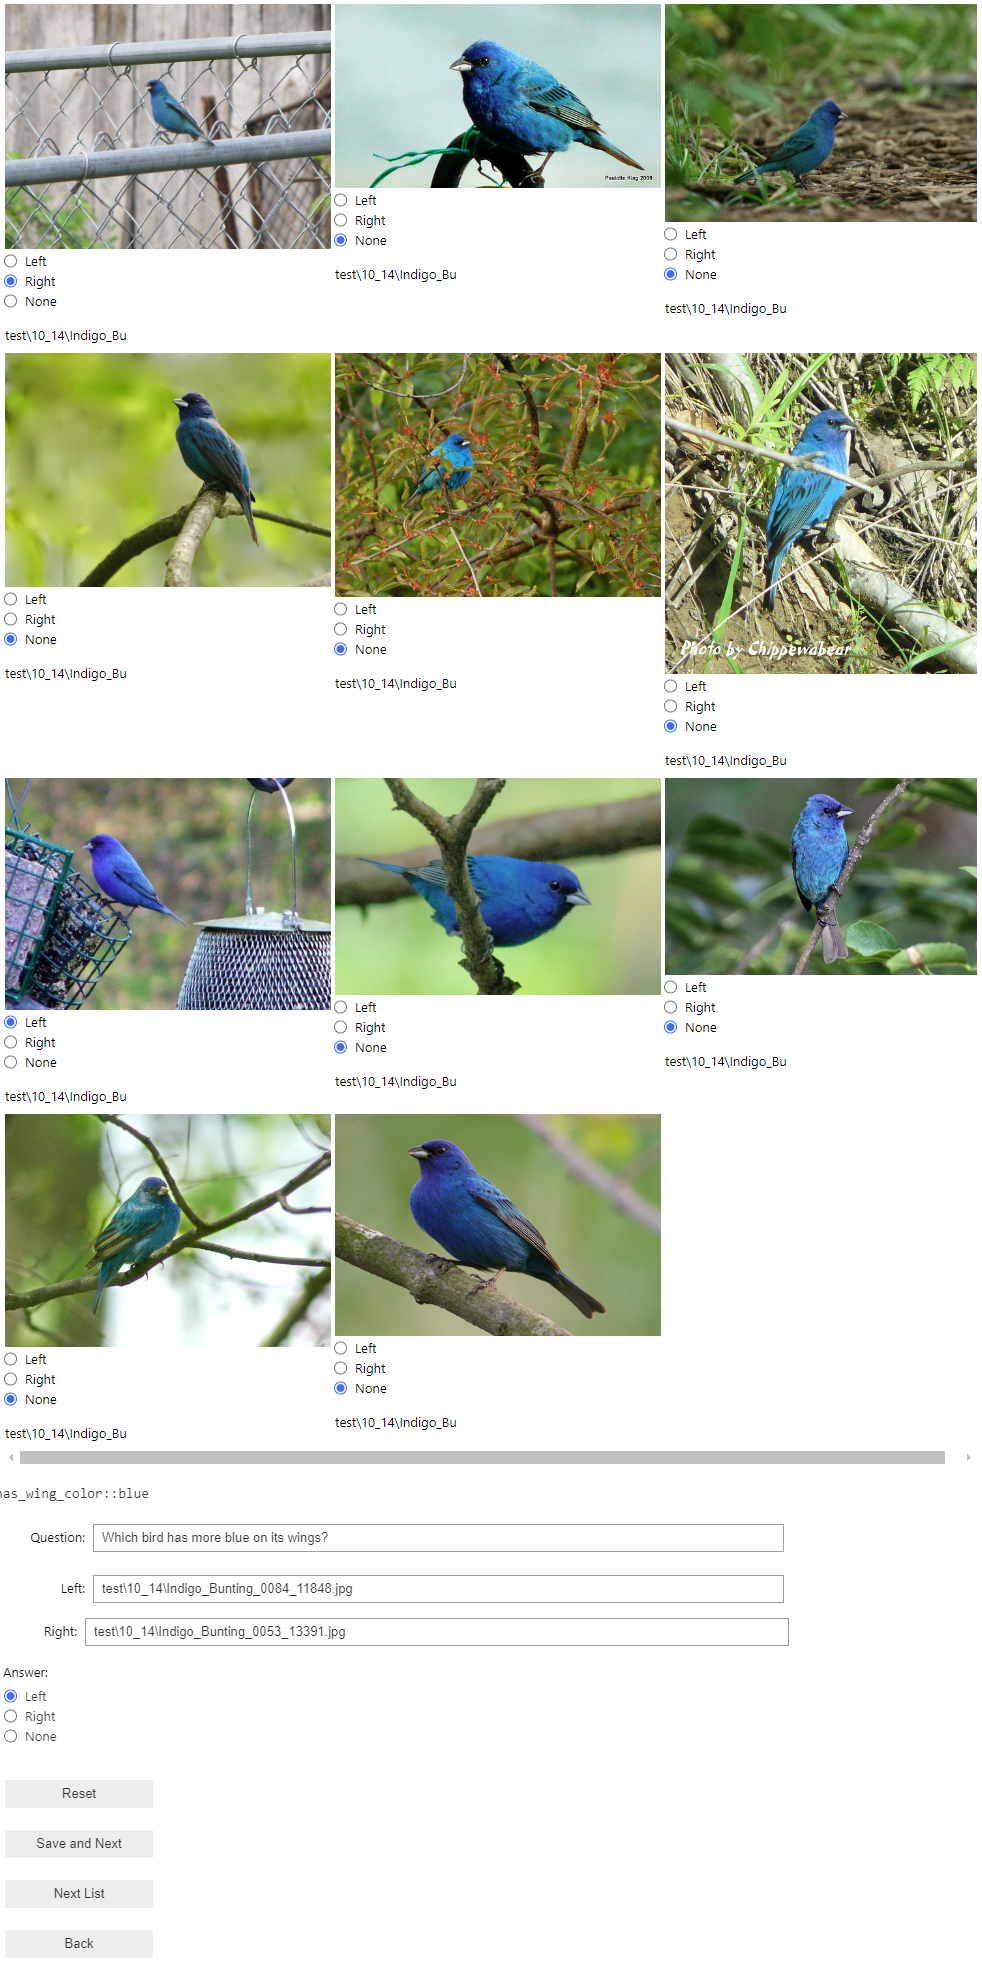 Paulette King 2009
Left
Right
None
test\10_14\Indigo_Bu
Left
Right
None
test\10_14\Indigo_Bu
Left
Right
None
test\10_14\Indigo_Bu
Photo by Chippewabear
Left
Right
None
test\10_14\Indigo_Bu
Left
Right
None
test\10_14\Indigo_Bu
Left
Right
None
test\10_14\Indigo_Bu
Left
Right
None
test\10_14\Indigo_Bu
Left
Right
None
test\10_14\Indigo_Bu
Left
Right
None
test\10_14\Indigo_Bu
Left
Right
None
test\10_14\Indigo_Bu
Left
Right
None
test\10_14\Indigo_Bu
has_wing_color::blue
Question: Which bird has more blue on its wings?
Left: test\10_14\Indigo_Bunting_0084_11848.jpg
Right: test\10_14\Indigo_Bunting_0053_13391.jpg
Answer:
Left
Right
None
Reset
Save and Next
Next List
Back